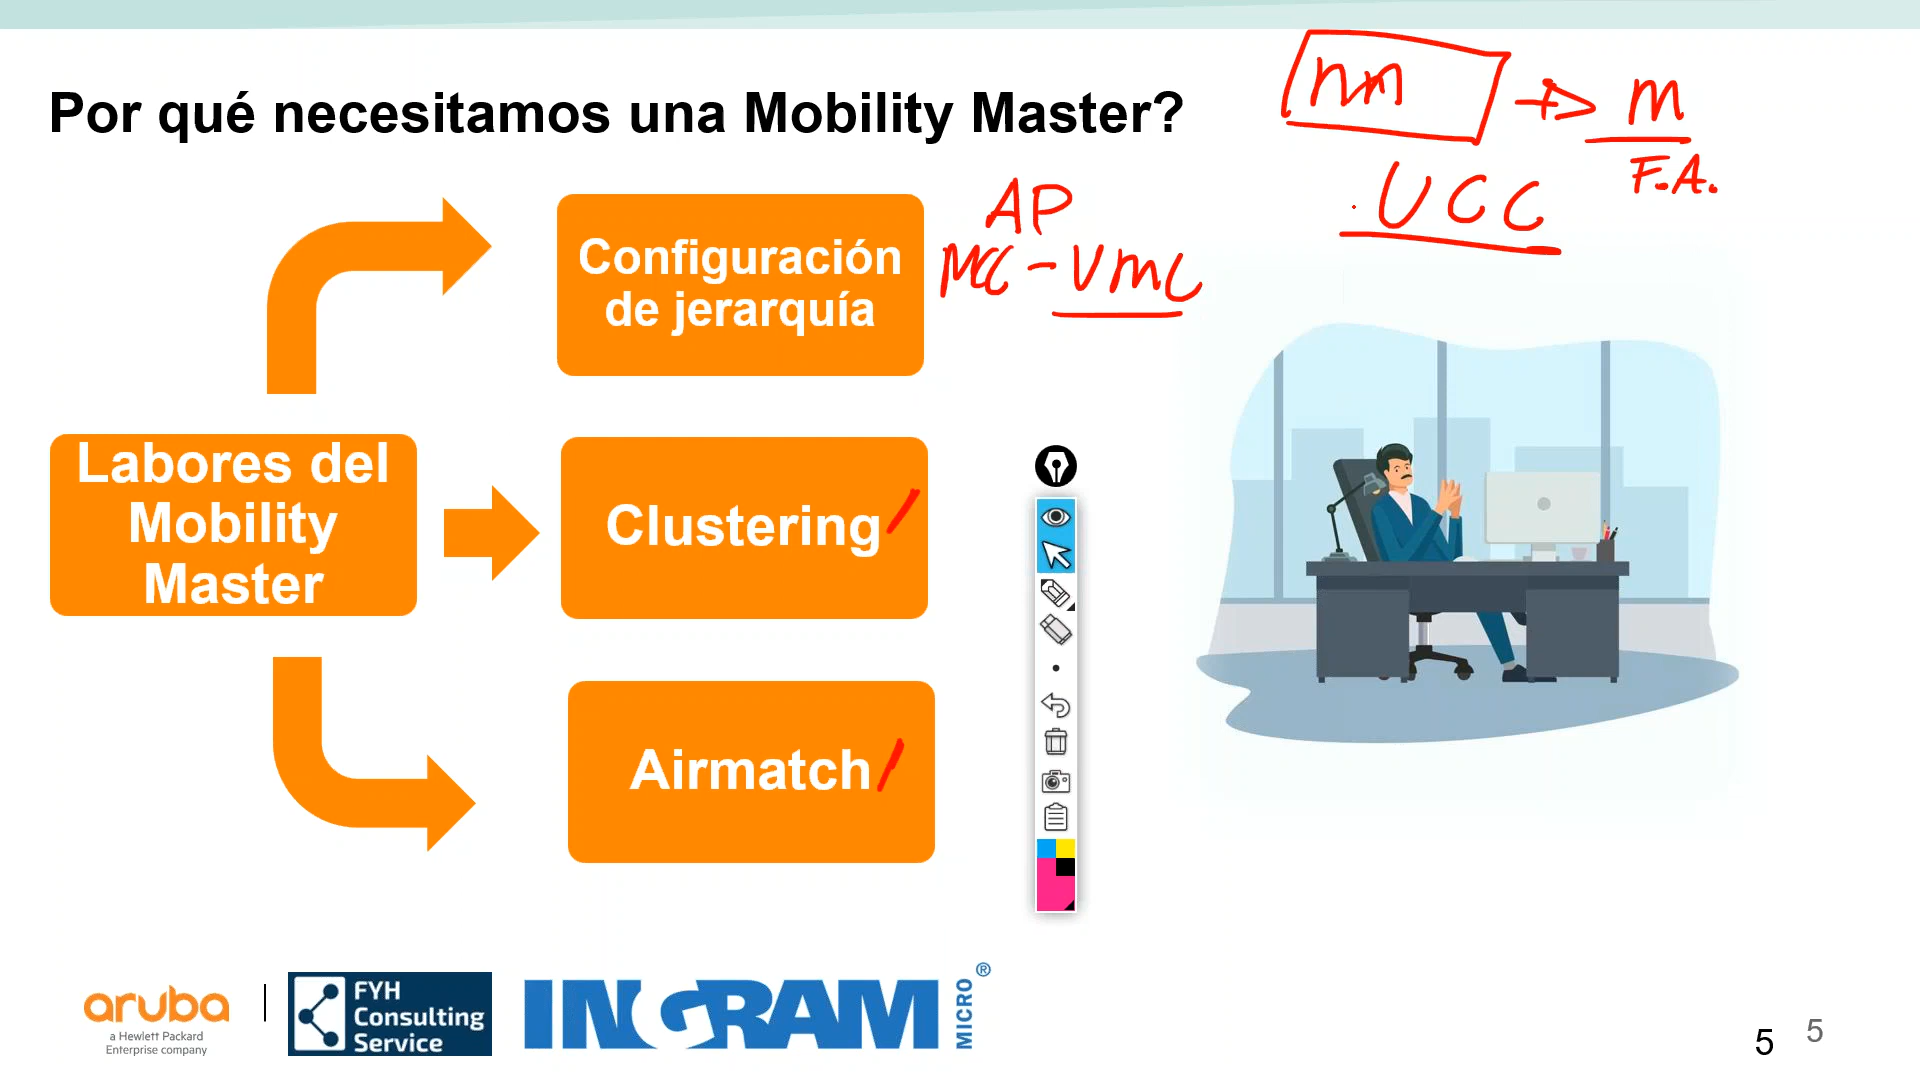 Por qué necesitamos una Mobility Master?
MM → M
F.A.
UCC
AP
MC - VMC
Configuración
de jerarquía
Labores del
Mobility
Master
Clustering
Airmatch
aruba
a Hewlett Packard
Enterprise company
FYH
Consulting
Service
INGRAM
MICRO®
5
5